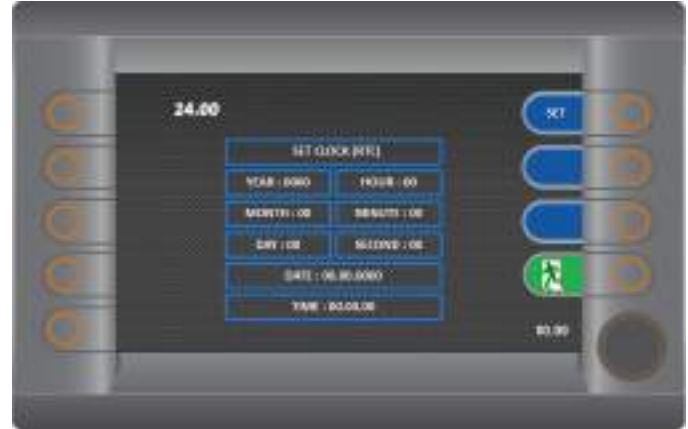 24.00
SET
SET CLOCK (RTC)
YEAR : 0000
HOUR : 00
MONTH : 00
MINUTE : 00
DAY : 00
SECOND : 00
DATE : 00.00.0000
TIME : 00.00.00
00.00